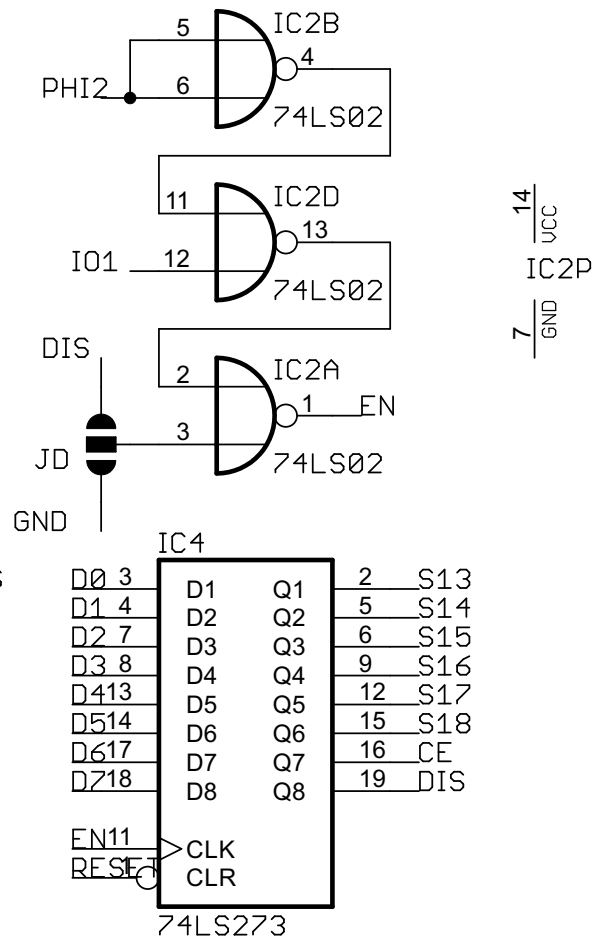 IC2B
5
4
PHI2
6
74LS02
IC2D
11
13
IO1
12
74LS02
14
VCC
IC2P
7
GND
DIS
IC2A
2
1
EN
JD
3
74LS02
GND
IC4
D0 3 D1 Q1 2 S13
D1 4 D2 Q2 5 S14
D2 7 D3 Q3 6 S15
D3 8 D4 Q4 9 S16
D4 13 D5 Q5 12 S17
D5 14 D6 Q6 15 S18
D6 17 D7 Q7 16 CE
D7 18 D8 Q8 19 DIS
EN 11 CLK
RESET 1 CLR
74LS273